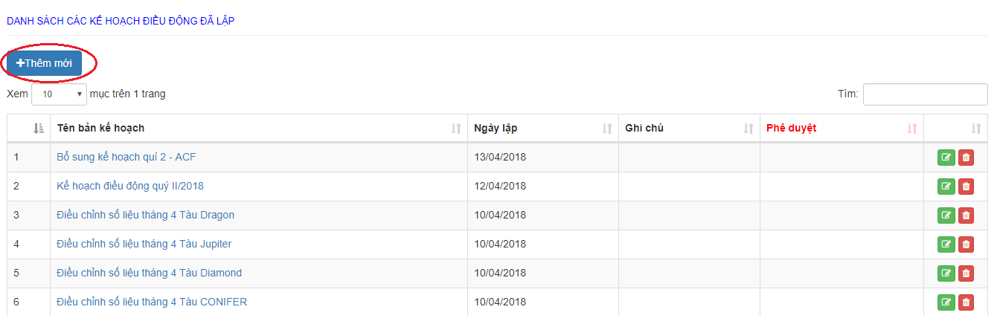 DANH SÁCH CÁC KẾ HOẠCH ĐIỀU ĐỘNG ĐÃ LẬP
Thêm mới
Xem 10 mục trên 1 trang Tìm:
Tên bản kế hoạch Ngày lập Ghi chú Phê duyệt
1 Bổ sung kế hoạch quí 2 - ACF 13/04/2018
2 Kế hoạch điều động quý II/2018 12/04/2018
3 Điều chỉnh số liệu tháng 4 Tàu Dragon 10/04/2018
4 Điều chỉnh số liệu tháng 4 Tàu Jupiter 10/04/2018
5 Điều chỉnh số liệu tháng 4 Tàu Diamond 10/04/2018
6 Điều chỉnh số liệu tháng 4 Tàu CONIFER 10/04/2018